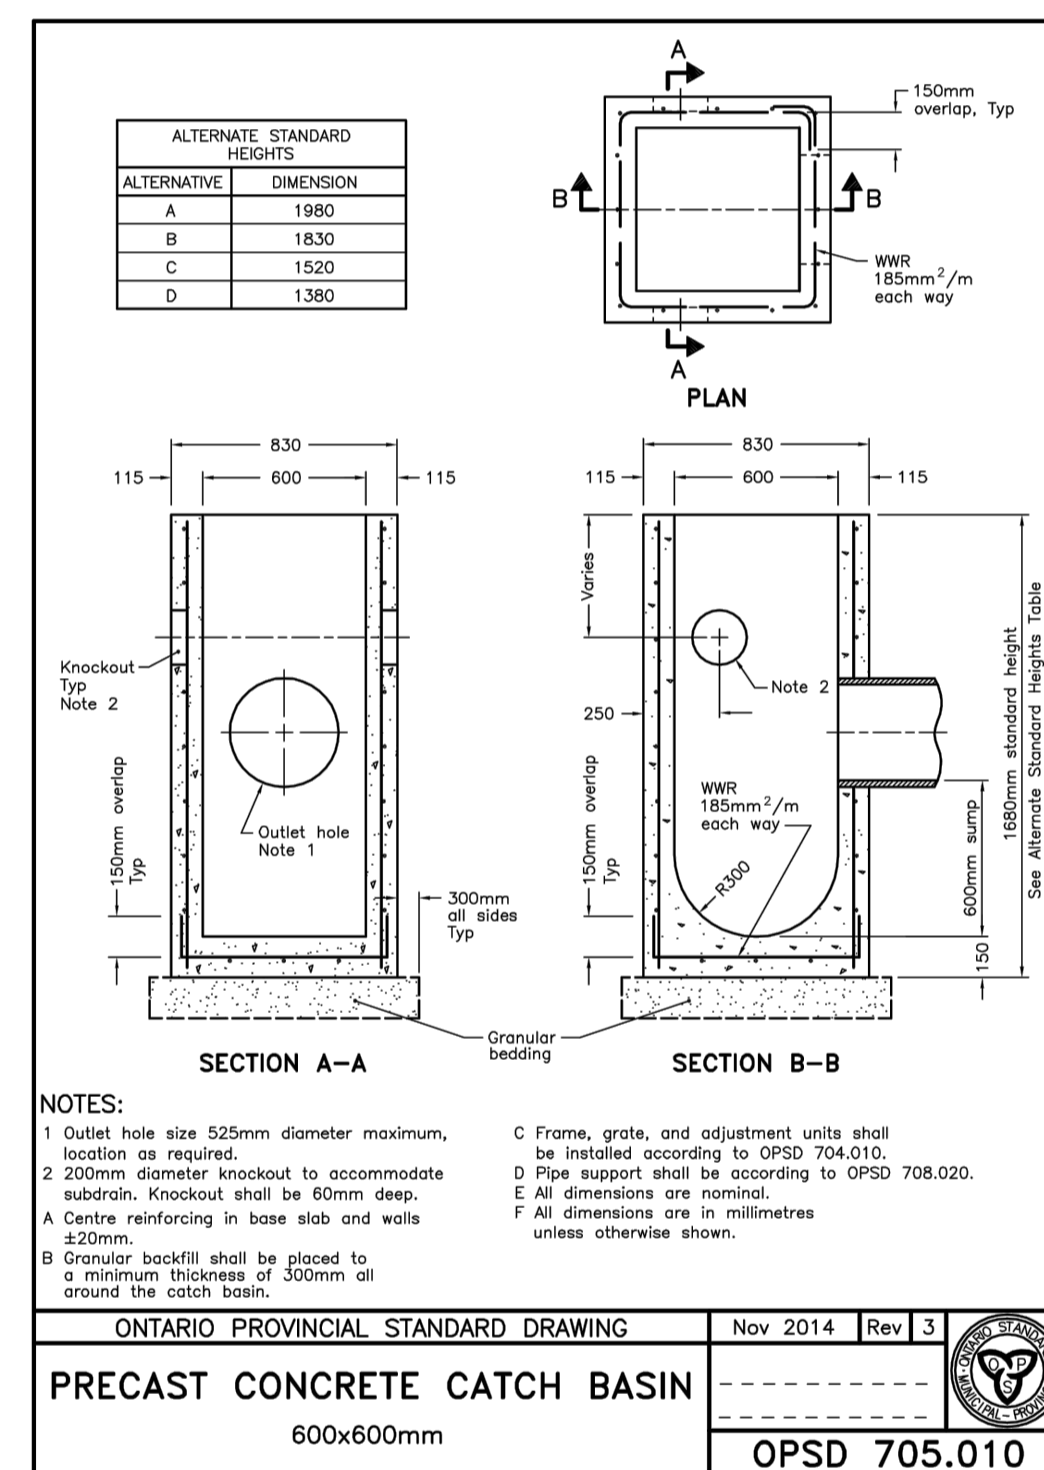 ALTERNATE STANDARD
HEIGHTS
ALTERNATIVE DIMENSION
A 1980
B 1830
C 1520
D 1380
A
150mm
overlap, Typ
B
B
WWR
185mm²/m
each way
A
PLAN
830
115 600 115
Knockout
Typ
Note 2
150mm overlap
Typ
Outlet hole
Note 1
300mm
all sides
Typ
SECTION A–A
830
115 600 115
Varies
Note 2
250
150mm overlap
Typ
WWR
185mm²/m
each way
R300
600mm sump
150
1680mm standard height
See Alternate Standard Heights Table
Granular
bedding
SECTION B–B
NOTES:
1 Outlet hole size 525mm diameter maximum,
location as required.
2 200mm diameter knockout to accommodate
subdrain. Knockout shall be 60mm deep.
A Centre reinforcing in base slab and walls
±20mm.
B Granular backfill shall be placed to
a minimum thickness of 300mm all
around the catch basin.
C Frame, grate, and adjustment units shall
be installed according to OPSD 704.010.
D Pipe support shall be according to OPSD 708.020.
E All dimensions are nominal.
F All dimensions are in millimetres
unless otherwise shown.
ONTARIO PROVINCIAL STANDARD DRAWING
Nov 2014 Rev 3
PRECAST CONCRETE CATCH BASIN
600x600mm
OPS
OPSD 705.010